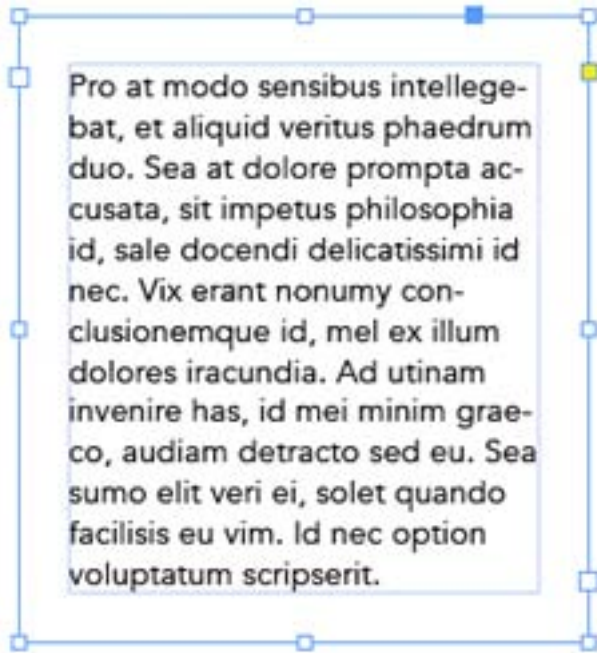 Pro at modo sensibus intellege-
bat, et aliquid veritus phaedrum
duo. Sea at dolore prompta ac-
cusata, sit impetus philosophia
id, sale docendi delicatissimi id
nec. Vix erant nonumy con-
clusionemque id, mel ex illum
dolores iracundia. Ad utinam
invenire has, id mei minim grae-
co, audiam detracto sed eu. Sea
sumo elit veri ei, solet quando
facilisis eu vim. Id nec option
voluptatum scripserit.